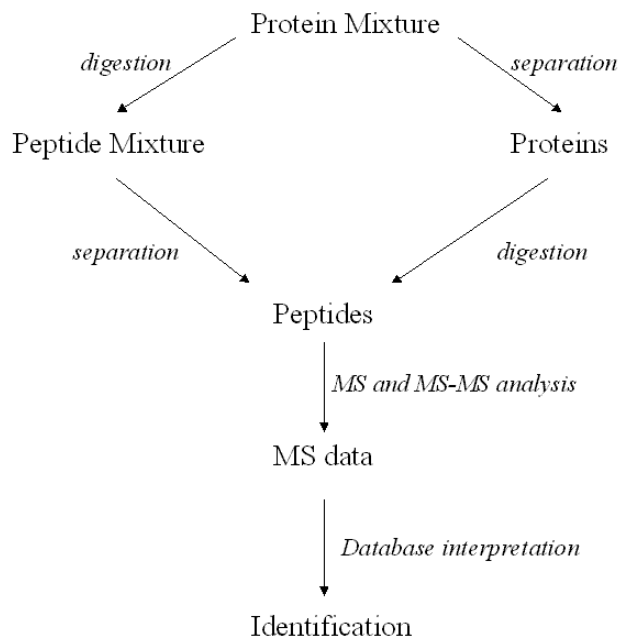 Protein Mixture
digestion
separation
Peptide Mixture
Proteins
separation
digestion
Peptides
MS and MS-MS analysis
MS data
Database interpretation
Identification